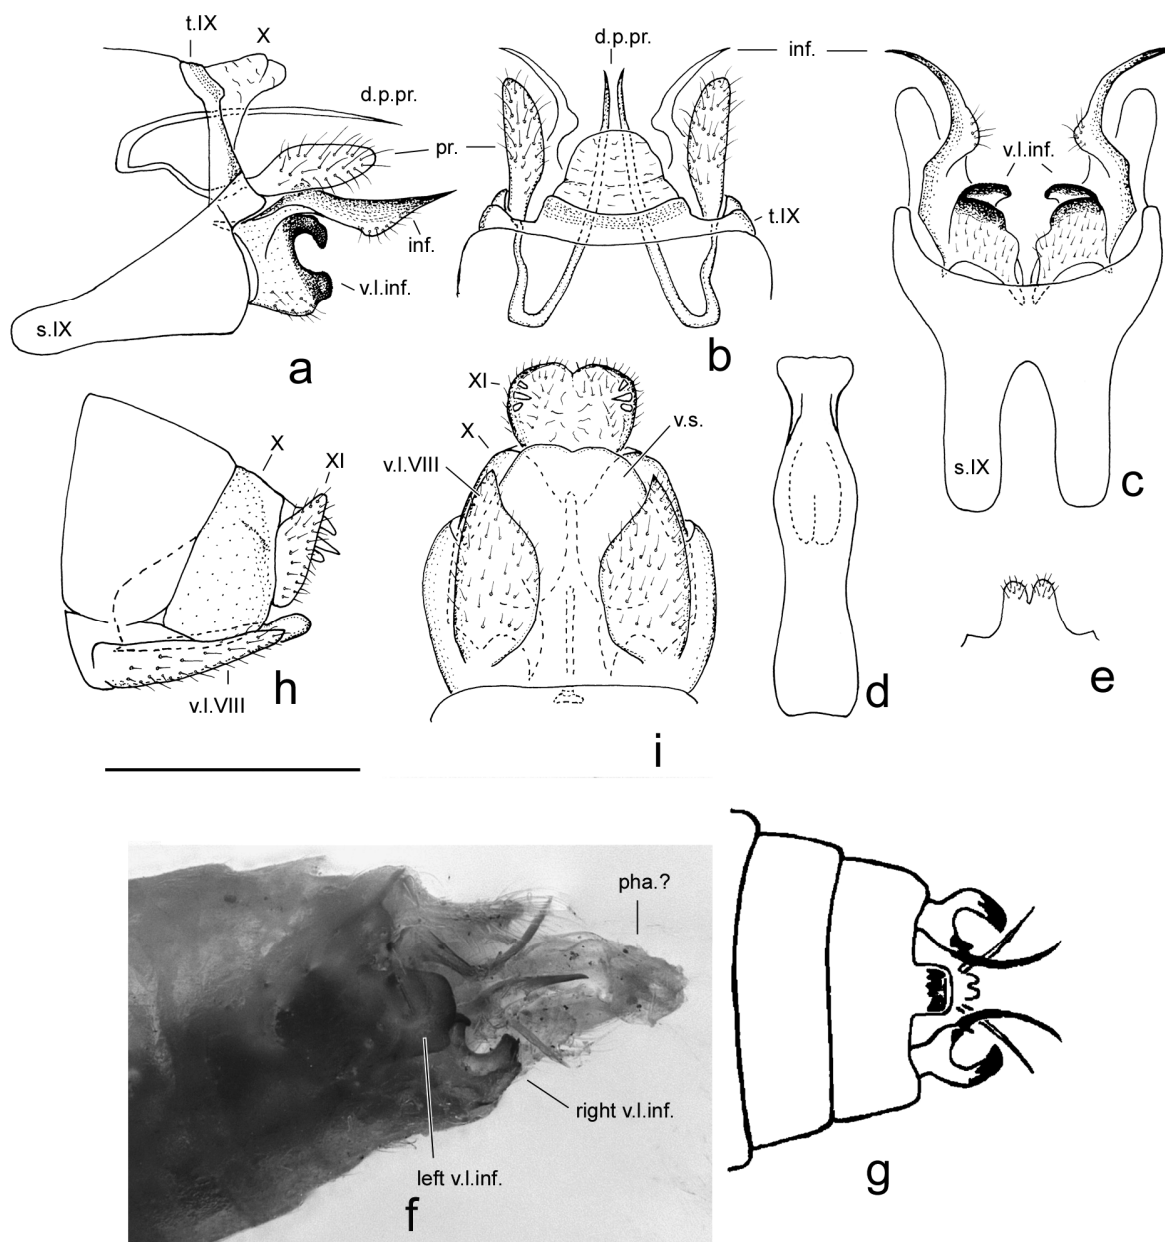 t.IX
X
d.p.pr.
pr.
inf.
v.l.inf.
s.IX
a
d.p.pr.
inf.
t.IX
b
v.l.inf.
s.IX
c
X
XI
v.l.VIII
h
XI
X
v.l.VIII
v.s.
i
d
e
pha.?
right v.l.inf.
left v.l.inf.
f
g